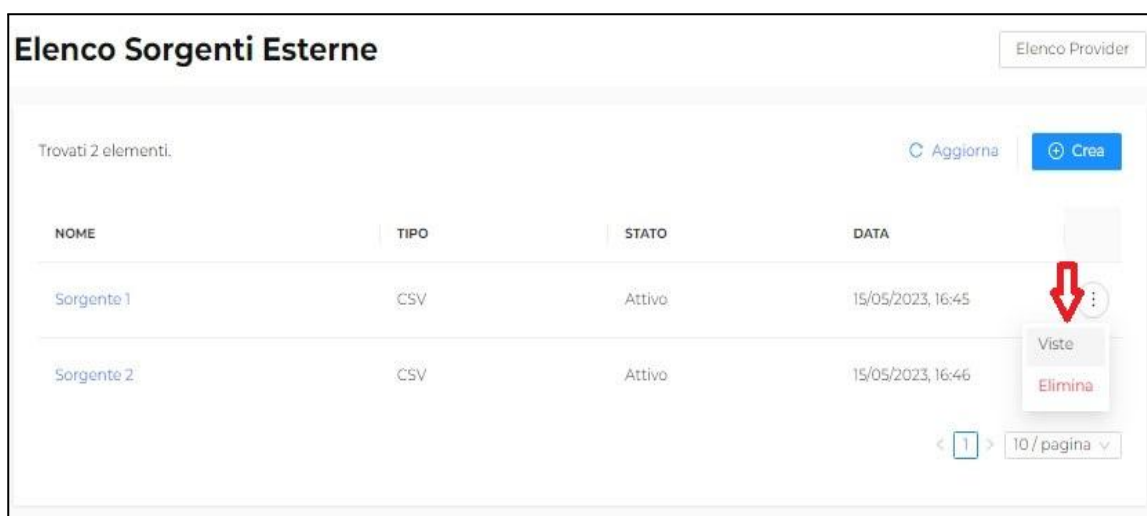 Elenco Sorgenti Esterne
Elenco Provider
Trovati 2 elementi.
Aggiorna
Crea
NOME TIPO STATO DATA
Sorgente 1 CSV Attivo 15/05/2023, 16:45
Viste
Sorgente 2 CSV Attivo 15/05/2023, 16:46
Elimina
< 1 > 10 / pagina